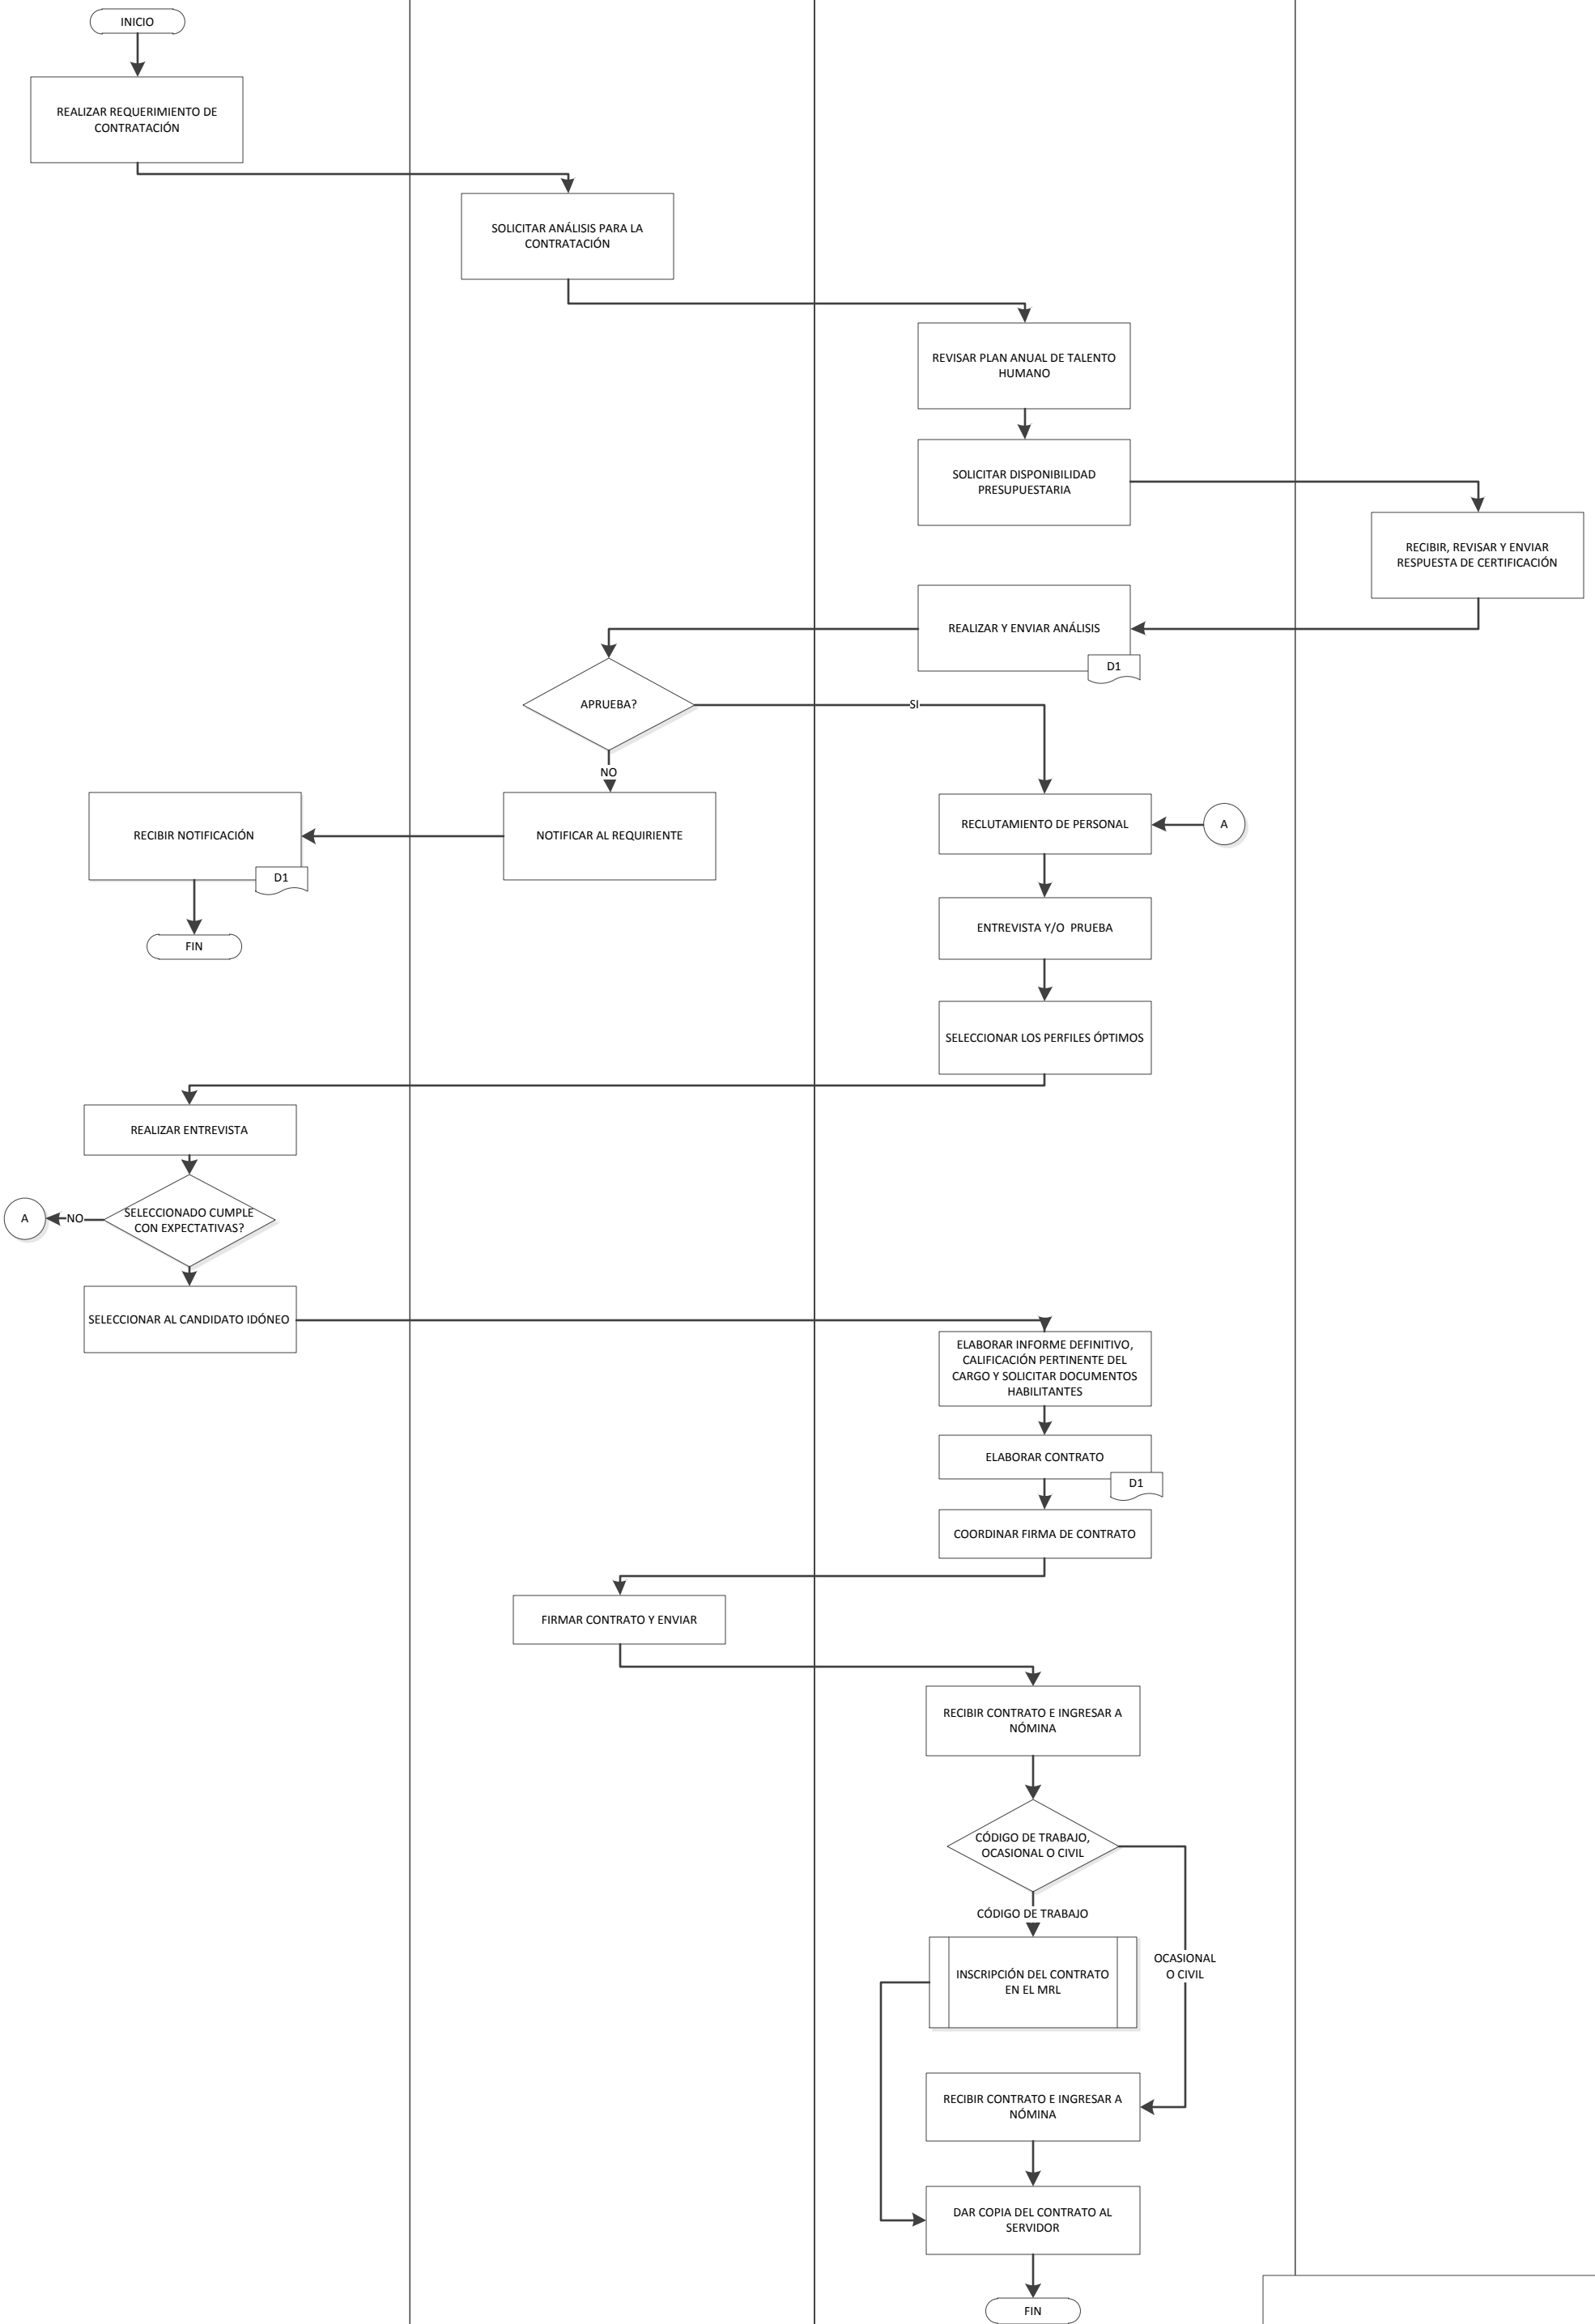 INICIO
REALIZAR REQUERIMIENTO DE
CONTRATACIÓN
SOLICITAR ANÁLISIS PARA LA
CONTRATACIÓN
REVISAR PLAN ANUAL DE TALENTO
HUMANO
SOLICITAR DISPONIBILIDAD
PRESUPUESTARIA
RECIBIR, REVISAR Y ENVIAR
RESPUESTA DE CERTIFICACIÓN
REALIZAR Y ENVIAR ANÁLISIS
D1
APRUEBA?
SI
NO
RECIBIR NOTIFICACIÓN
D1
NOTIFICAR AL REQUIRIENTE
RECLUTAMIENTO DE PERSONAL
A
FIN
ENTREVISTA Y/O  PRUEBA
SELECCIONAR LOS PERFILES ÓPTIMOS
REALIZAR ENTREVISTA
SELECCIONADO CUMPLE
CON EXPECTATIVAS?
NO
A
SELECCIONAR AL CANDIDATO IDÓNEO
ELABORAR INFORME DEFINITIVO,
CALIFICACIÓN PERTINENTE DEL
CARGO Y SOLICITAR DOCUMENTOS
HABILITANTES
ELABORAR CONTRATO
D1
COORDINAR FIRMA DE CONTRATO
FIRMAR CONTRATO Y ENVIAR
RECIBIR CONTRATO E INGRESAR A
NÓMINA
CÓDIGO DE TRABAJO,
OCASIONAL O CIVIL
CÓDIGO DE TRABAJO
OCASIONAL
O CIVIL
INSCRIPCIÓN DEL CONTRATO
EN EL MRL
RECIBIR CONTRATO E INGRESAR A
NÓMINA
DAR COPIA DEL CONTRATO AL
SERVIDOR
FIN